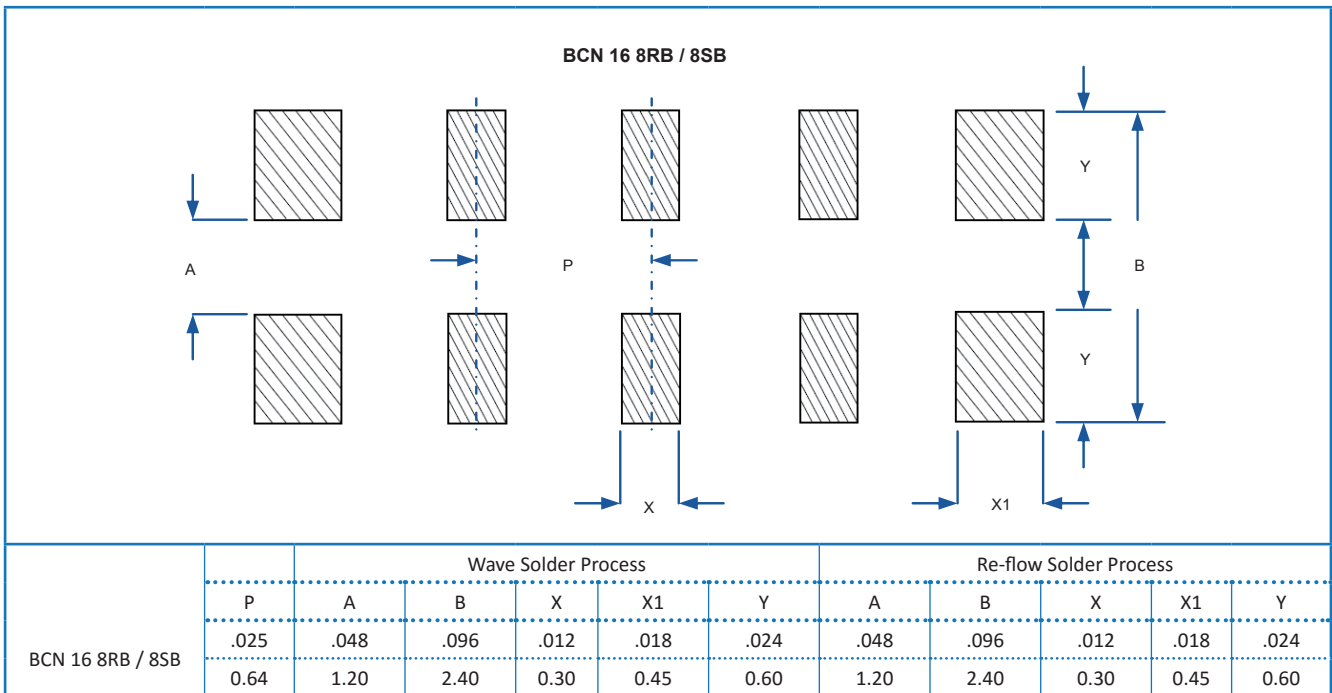 BCN 16 8RB / 8SB
Y
A
P
B
Y
X
X1
Wave Solder Process Re-flow Solder Process
P A B X X1 Y A B X X1 Y
BCN 16 8RB / 8SB
.025 .048 .096 .012 .018 .024 .048 .096 .012 .018 .024
0.64 1.20 2.40 0.30 0.45 0.60 1.20 2.40 0.30 0.45 0.60